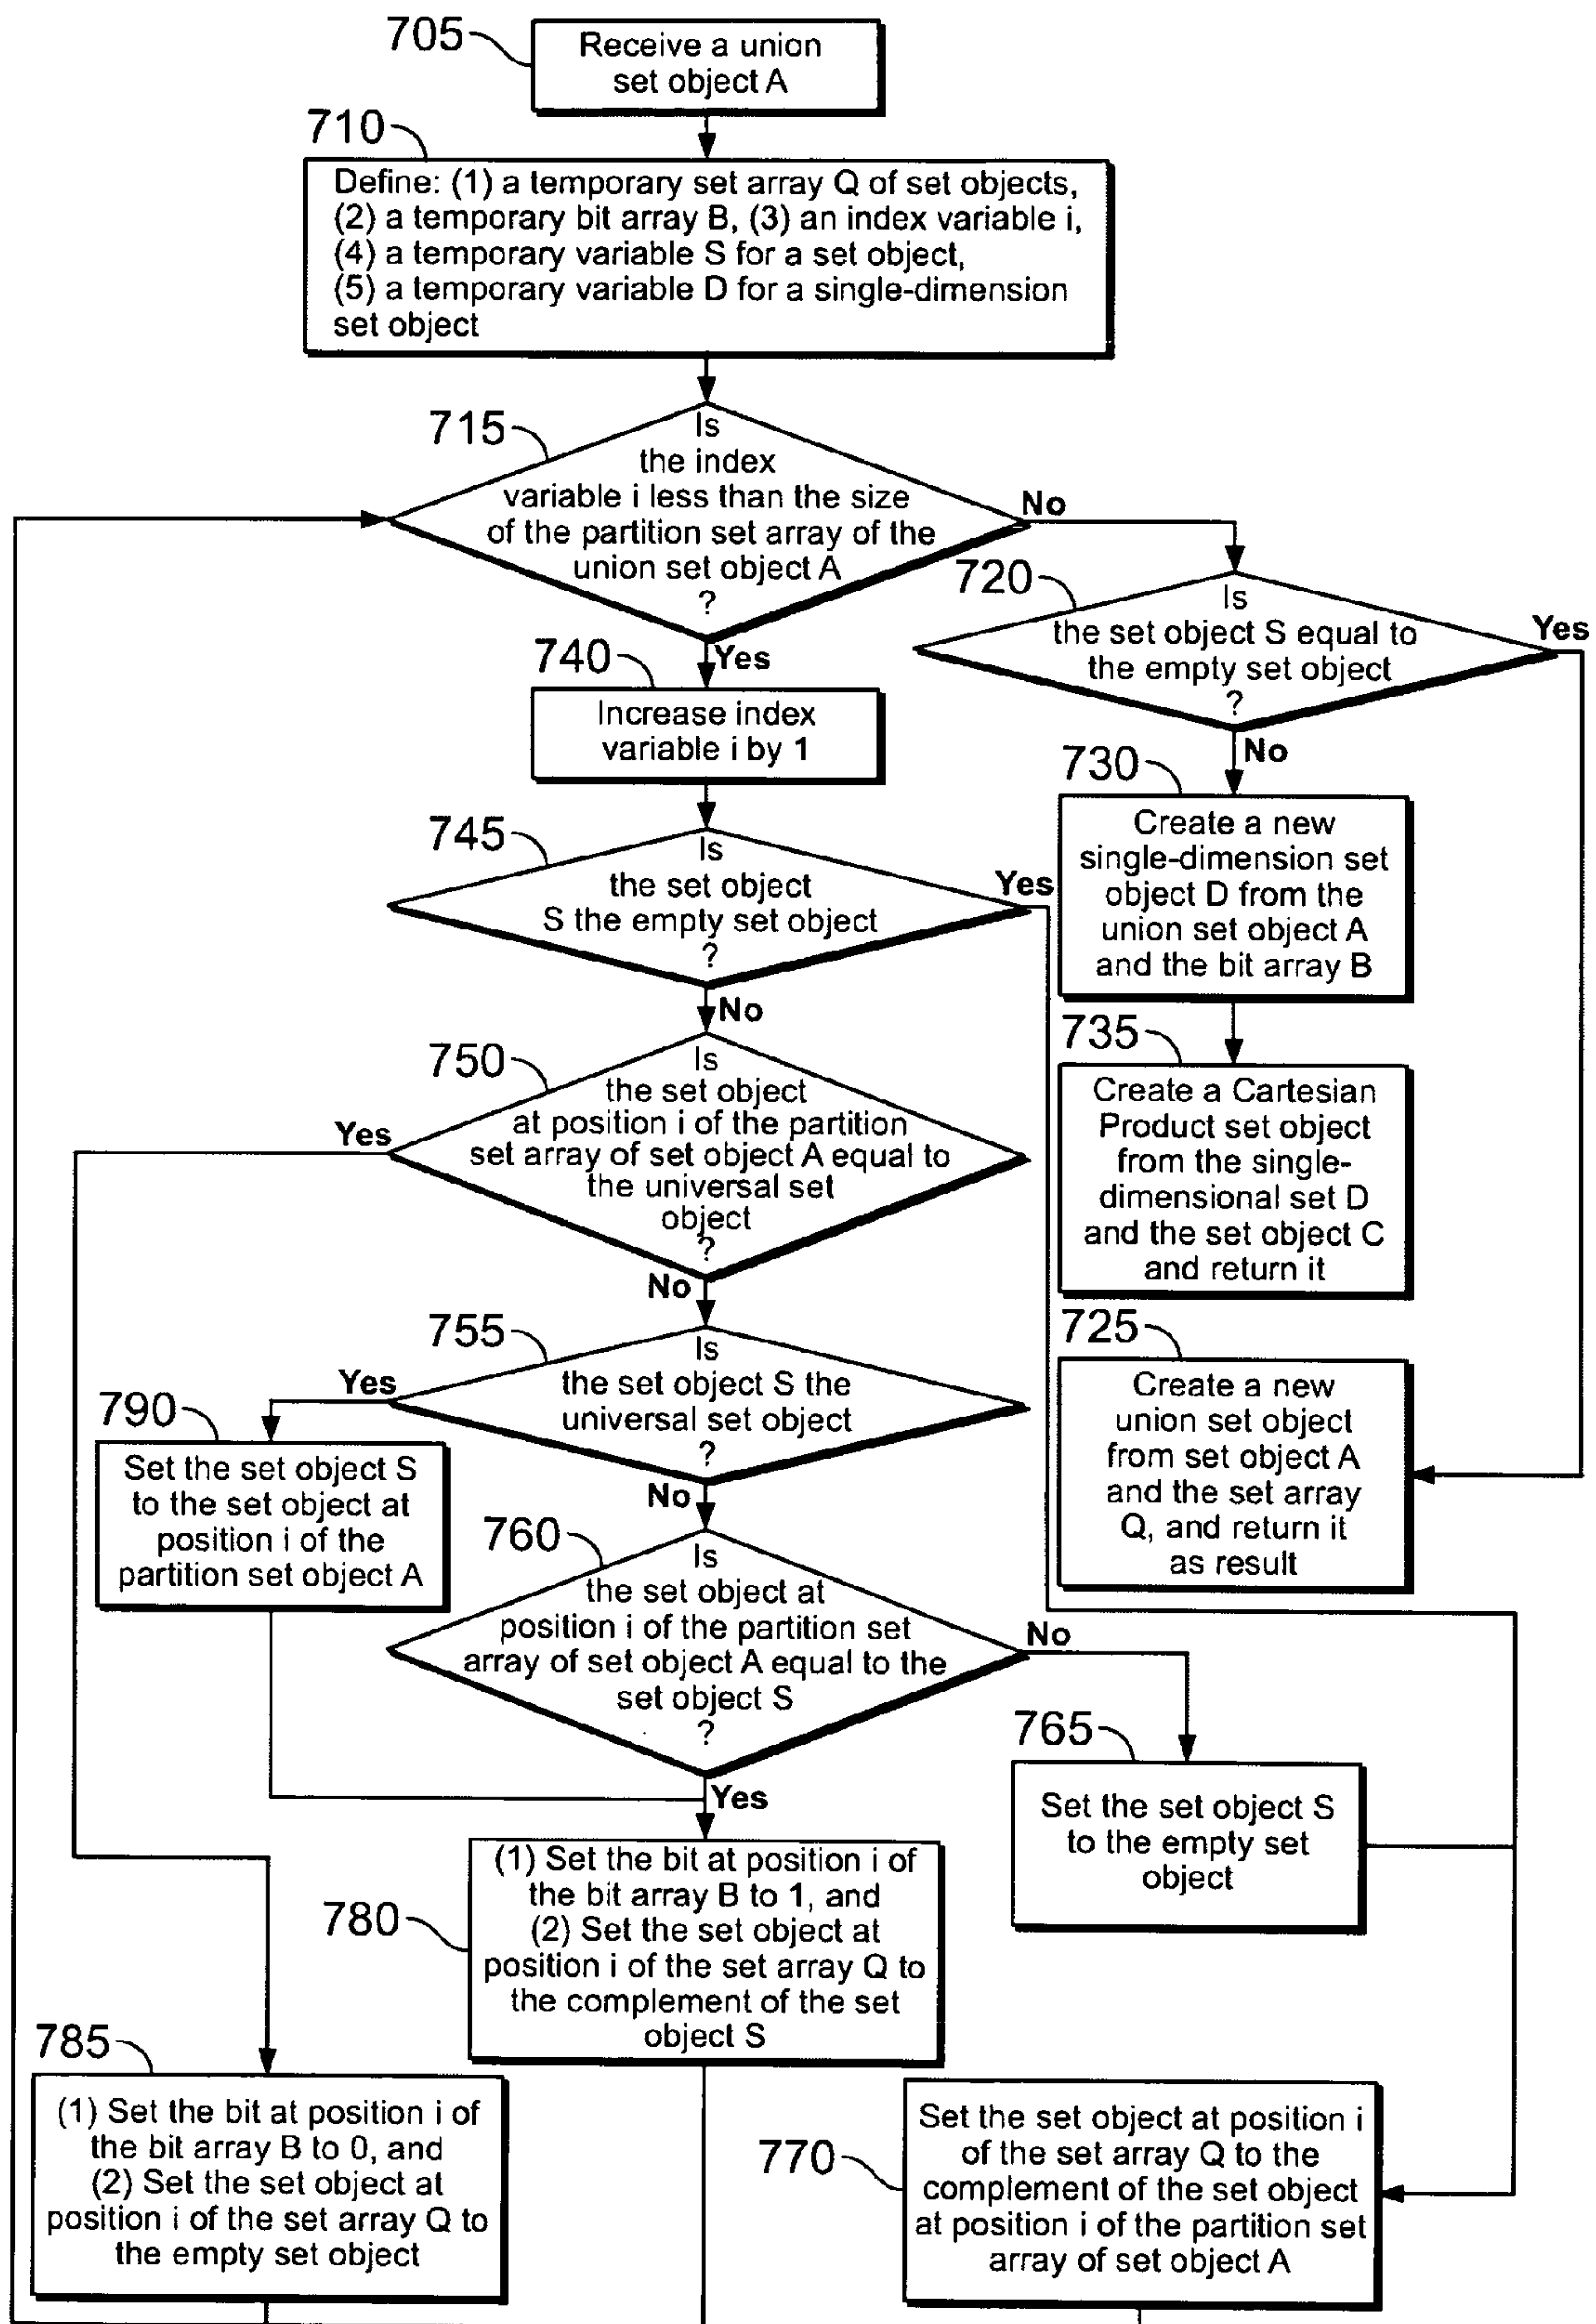 705
Receive a union
set object A
710
Define: (1) a temporary set array Q of set objects,
(2) a temporary bit array B, (3) an index variable i,
(4) a temporary variable S for a set object,
(5) a temporary variable D for a single-dimension
set object
715
Is
the index
variable i less than the size
of the partition set array of the
union set object A
?
No
Yes
720
Is
the set object S equal to
the empty set object
?
Yes
No
740
Increase index
variable i by 1
730
Create a new
single-dimension set
object D from the
union set object A
and the bit array B
745
Is
the set object
S the empty set object
?
Yes
No
735
Create a Cartesian
Product set object
from the single-
dimensional set D
and the set object C
and return it
750
Is
the set object
at position i of the partition
set array of set object A equal to
the universal set
object
?
Yes
No
725
Create a new
union set object
from set object A
and the set array
Q, and return it
as result
755
Is
the set object S the
universal set object
?
Yes
No
790
Set the set object S
to the set object at
position i of the
partition set object A
760
Is
the set object at
position i of the partition set
array of set object A equal to the
set object S
?
No
Yes
765
Set the set object S
to the empty set
object
780
(1) Set the bit at position i of
the bit array B to 1, and
(2) Set the set object at
position i of the set array Q to
the complement of the set
object S
785
(1) Set the bit at position i of
the bit array B to 0, and
(2) Set the set object at
position i of the set array Q to
the empty set object
770
Set the set object at position i
of the set array Q to the
complement of the set object
at position i of the partition set
array of set object A